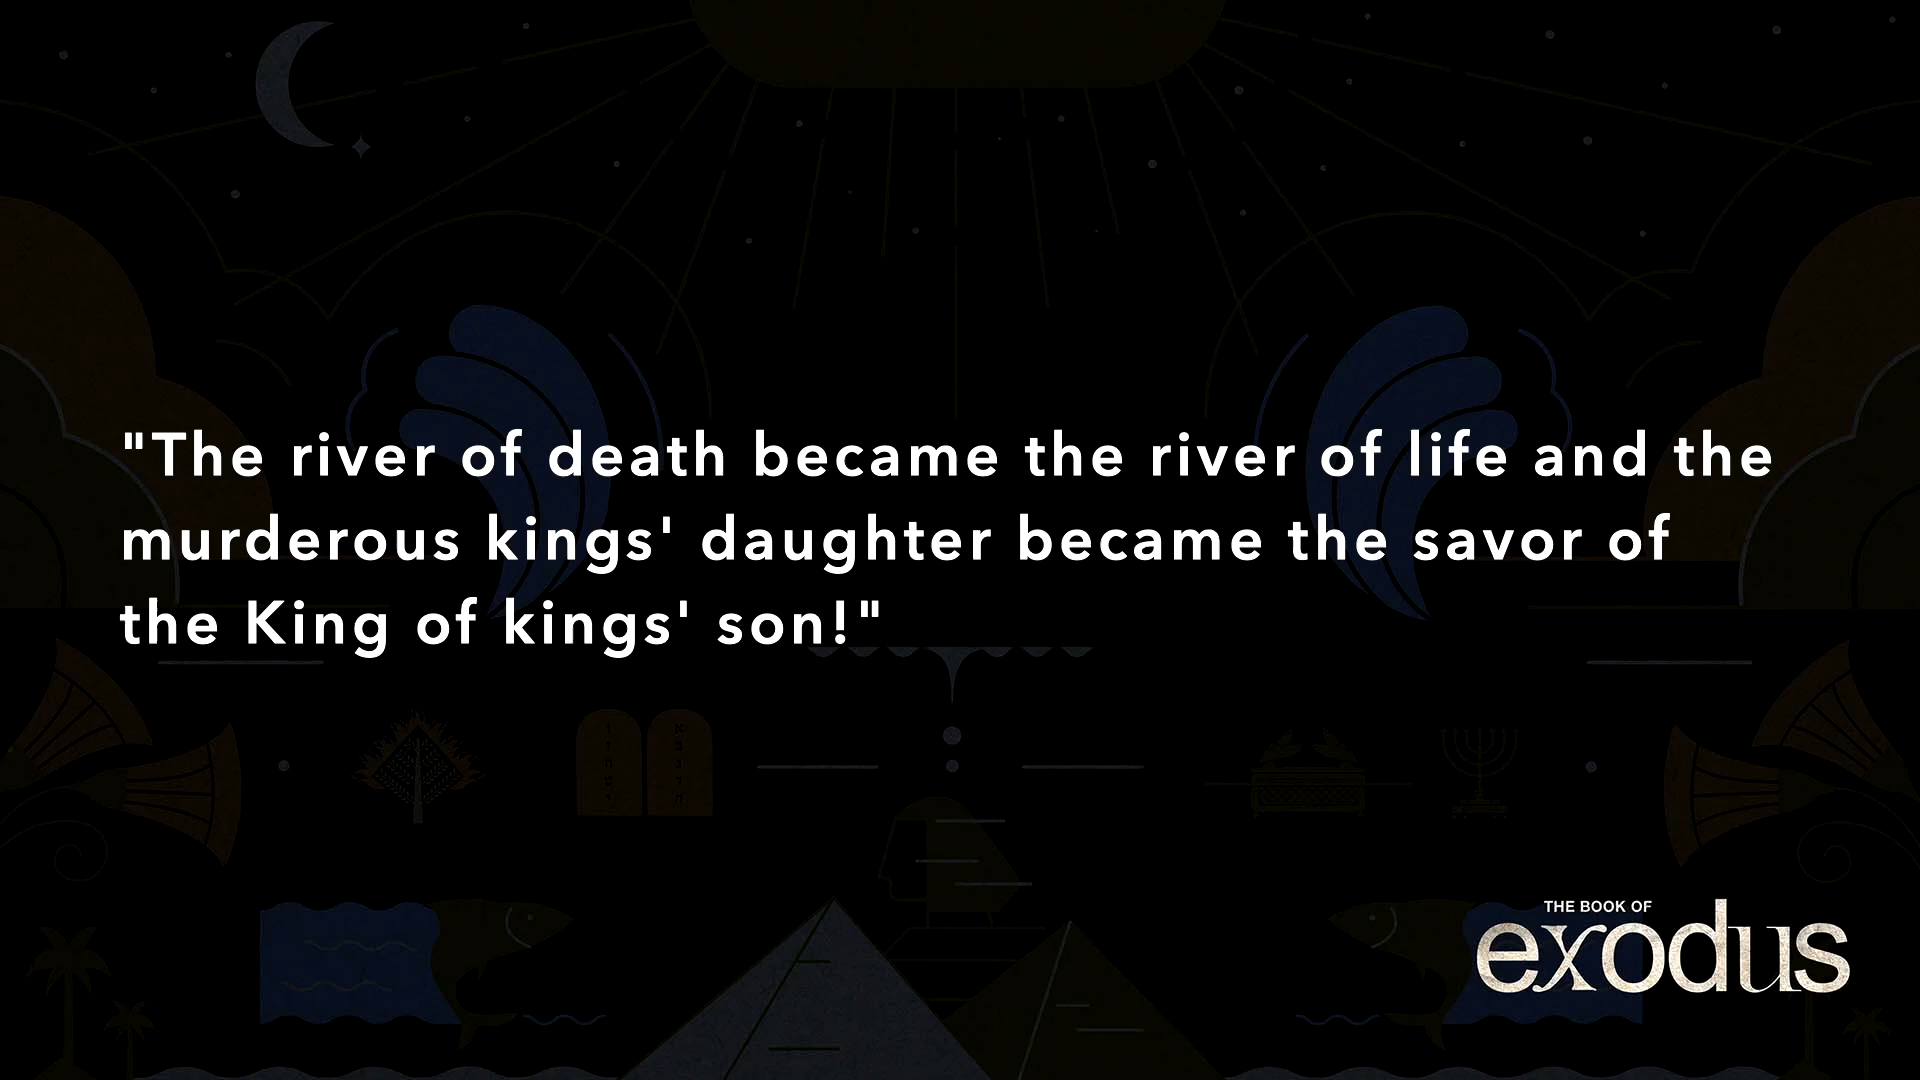 "The river of death became the river of life and the
murderous kings' daughter became the savor of
the King of kings' son!"
THE BOOK OF
exodus